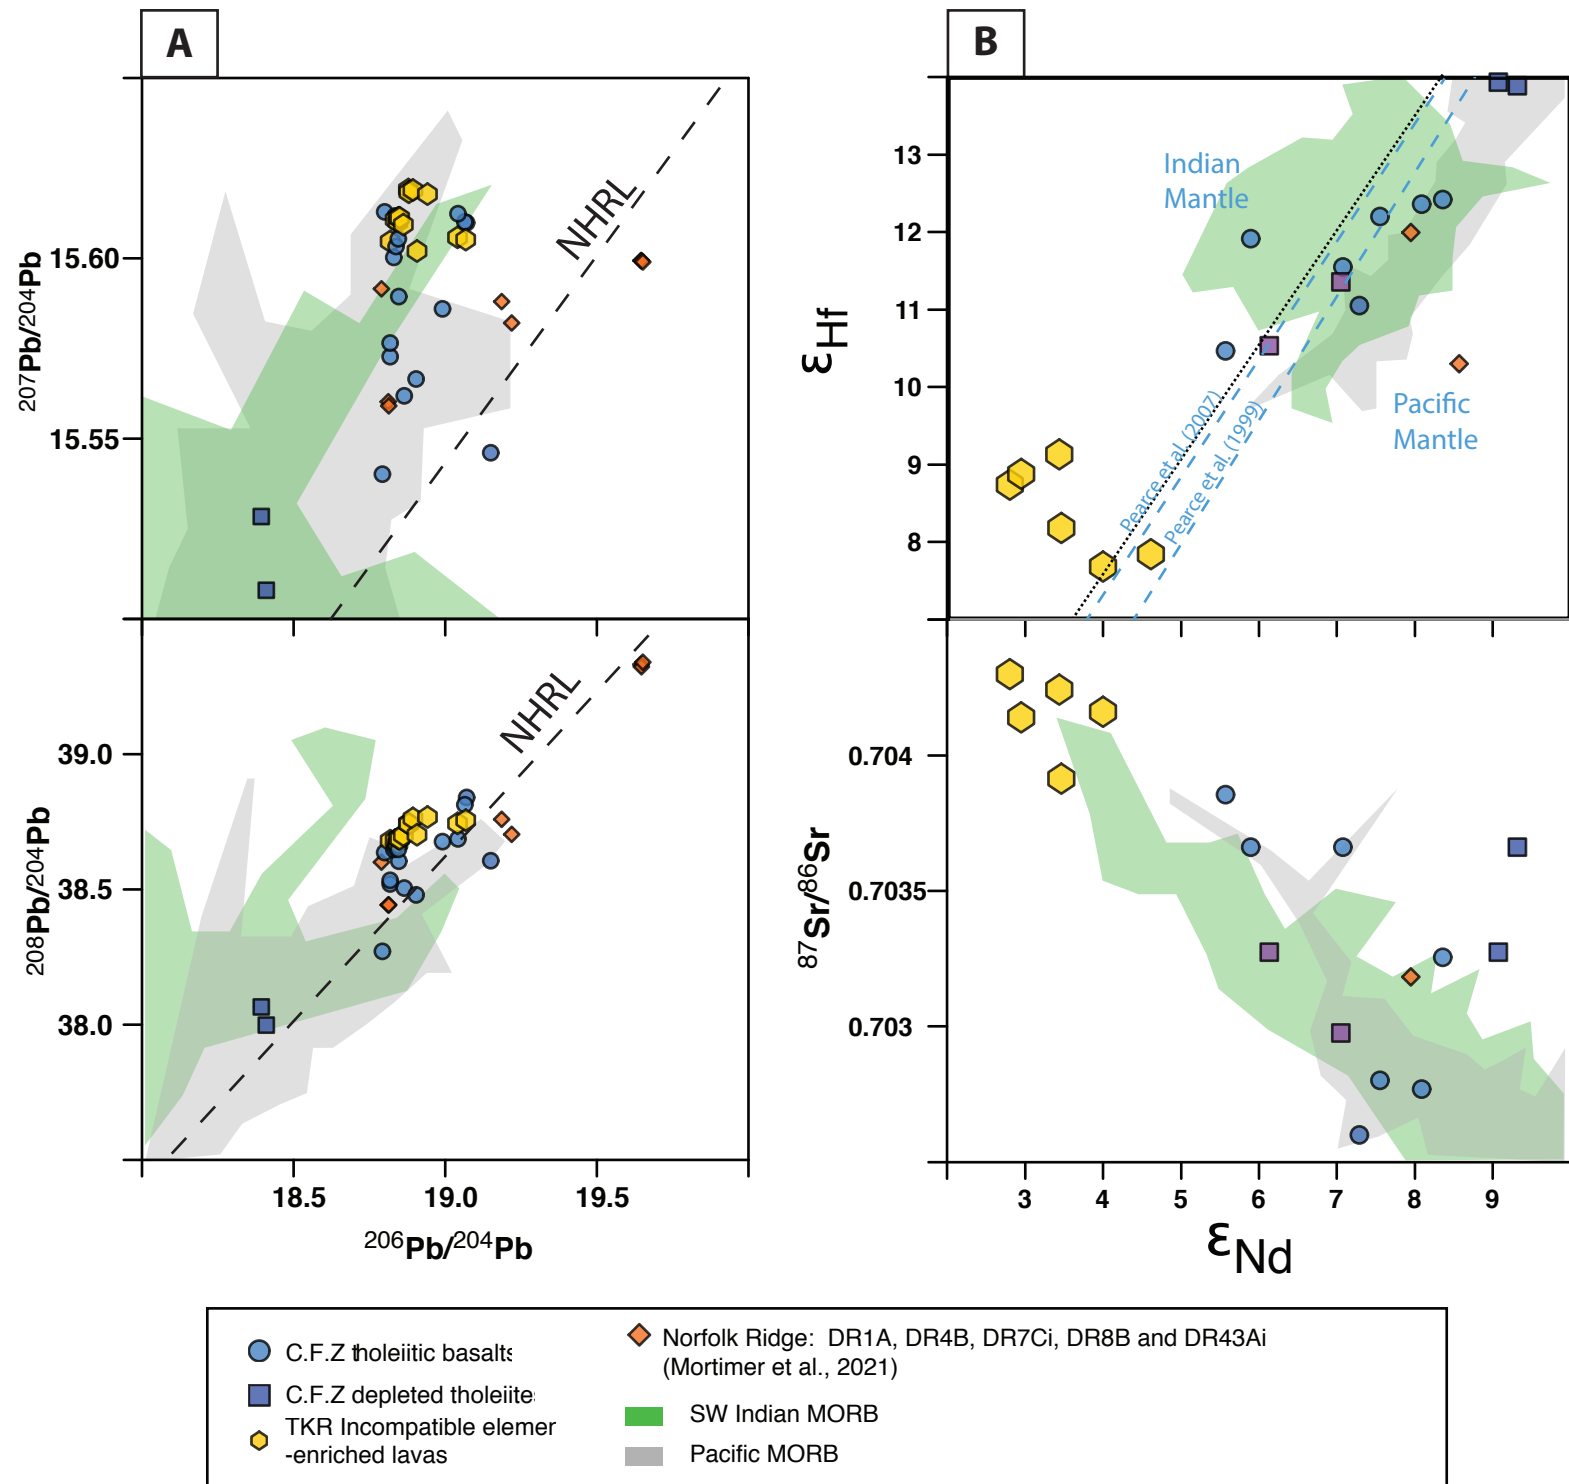 A
B
NHRL
15.60
15.55
207Pb/204Pb
Indian
Mantle
Pacific
Mantle
Pearce et al. (2007)
Pearce et al. (1999)
13
12
11
10
9
8
εHf
NHRL
39.0
38.5
38.0
208Pb/204Pb
18.5 19.0 19.5
206Pb/204Pb
0.704
0.7035
0.703
87Sr/86Sr
3 4 5 6 7 8 9
εNd
C.F.Z tholeiitic basalts
C.F.Z depleted tholeiites
TKR Incompatible elemer
-enriched lavas
Norfolk Ridge: DR1A, DR4B, DR7Ci, DR8B and DR43Ai
(Mortimer et al., 2021)
SW Indian MORB
Pacific MORB